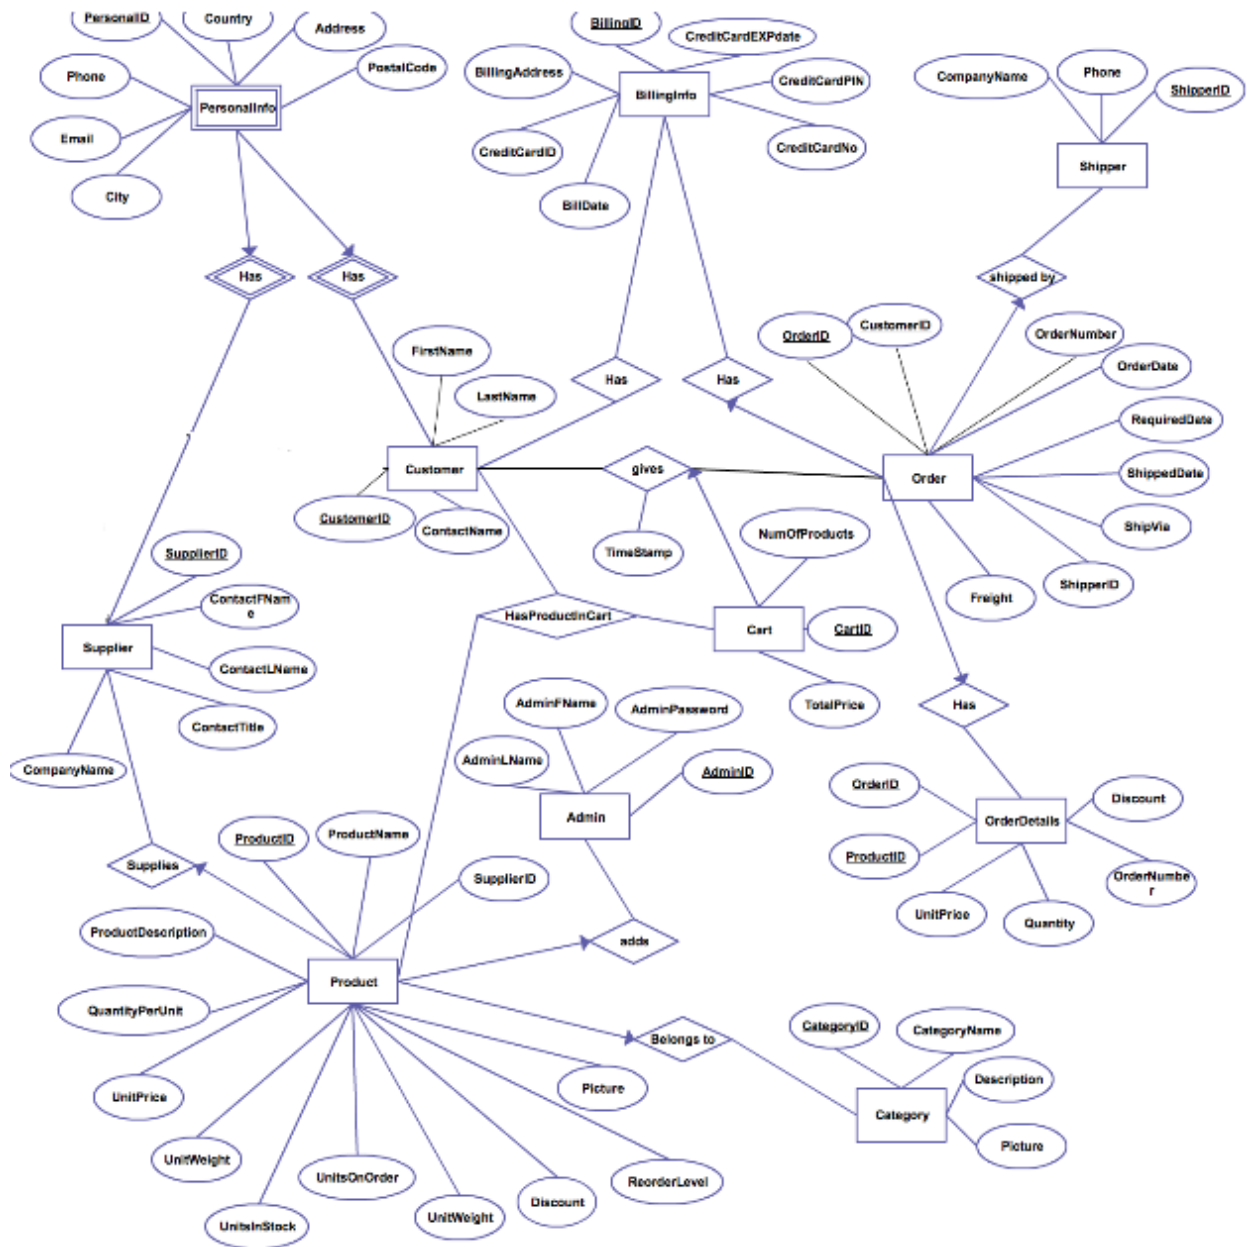 PersonalID
Country
Address
Phone
PostalCode
PersonalInfo
Email
City
BillingID
CreditCardEXPdate
BillingAddress
CreditCardPIN
BillingInfo
CreditCardID
CreditCardNo
BillDate
CompanyName
Phone
ShipperID
Shipper
Has
Has
shipped by
OrderID
CustomerID
OrderNumber
OrderDate
FirstName
LastName
Has
Has
RequiredDate
Customer
gives
Order
ShippedDate
CustomerID
ContactName
TimeStamp
NumOfProducts
ShipVia
ShipperID
Freight
SupplierID
ContactFNam
e
HasProductInCart
Cart
CartID
Supplier
ContactLName
ContactTitle
CompanyName
AdminFName
AdminPassword
TotalPrice
Has
AdminLName
AdminID
Admin
OrderID
Discount
OrderDetails
ProductID
OrderNumbe
r
UnitPrice
Quantity
ProductID
ProductName
Supplies
SupplierID
ProductDescription
adds
Product
QuantityPerUnit
Belongs to
CategoryID
CategoryName
Description
Category
Picture
UnitPrice
Picture
UnitWeight
UnitsOnOrder
ReorderLevel
UnitsInStock
UnitWeight
Discount